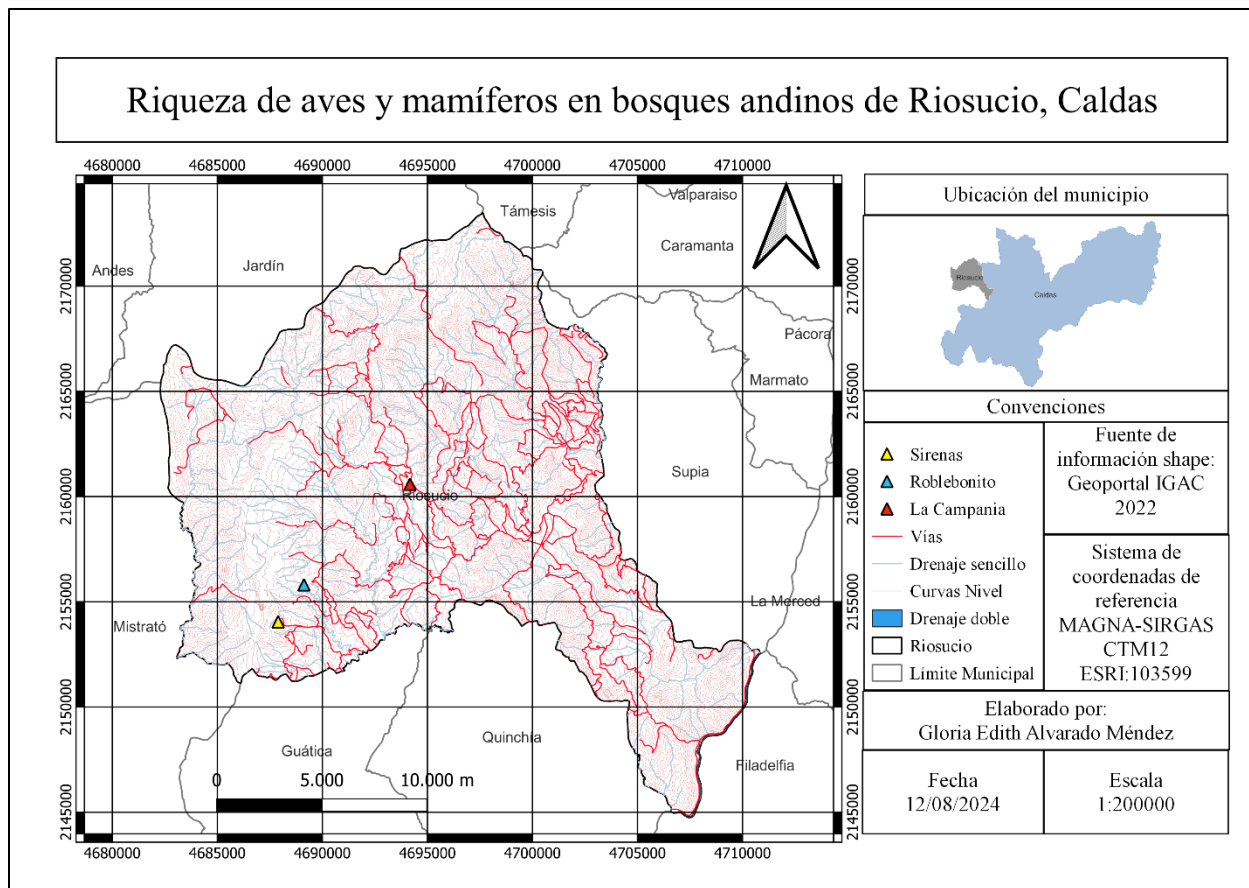 Riqueza de aves y mamíferos en bosques andinos de Riosucio, Caldas
4680000 4685000 4690000 4695000 4700000 4705000 4710000
2170000 2165000 2160000 2155000 2150000 2145000
Valparaiso
Támesis
Caramanta
Andes
Jardín
Pácora
Marmato
Supia
Riosucio
La Merced
Mistrató
Quinchía
Guática
Filadelfia
0 5.000 10.000 m
2170000 2165000 2160000 2155000 2150000 2145000
4680000 4685000 4690000 4695000 4700000 4705000 4710000
Ubicación del municipio
Riosucio
Caldas
Convenciones
Sirenas
Roblebonito
La Campania
Vías
Drenaje sencillo
Curvas Nivel
Drenaje doble
Riosucio
Límite Municipal
Fuente de
información shape:
Geoportal IGAC
2022
Sistema de
coordenadas de
referencia
MAGNA-SIRGAS
CTM12
ESRI:103599
Elaborado por:
Gloria Edith Alvarado Méndez
Fecha
12/08/2024
Escala
1:200000